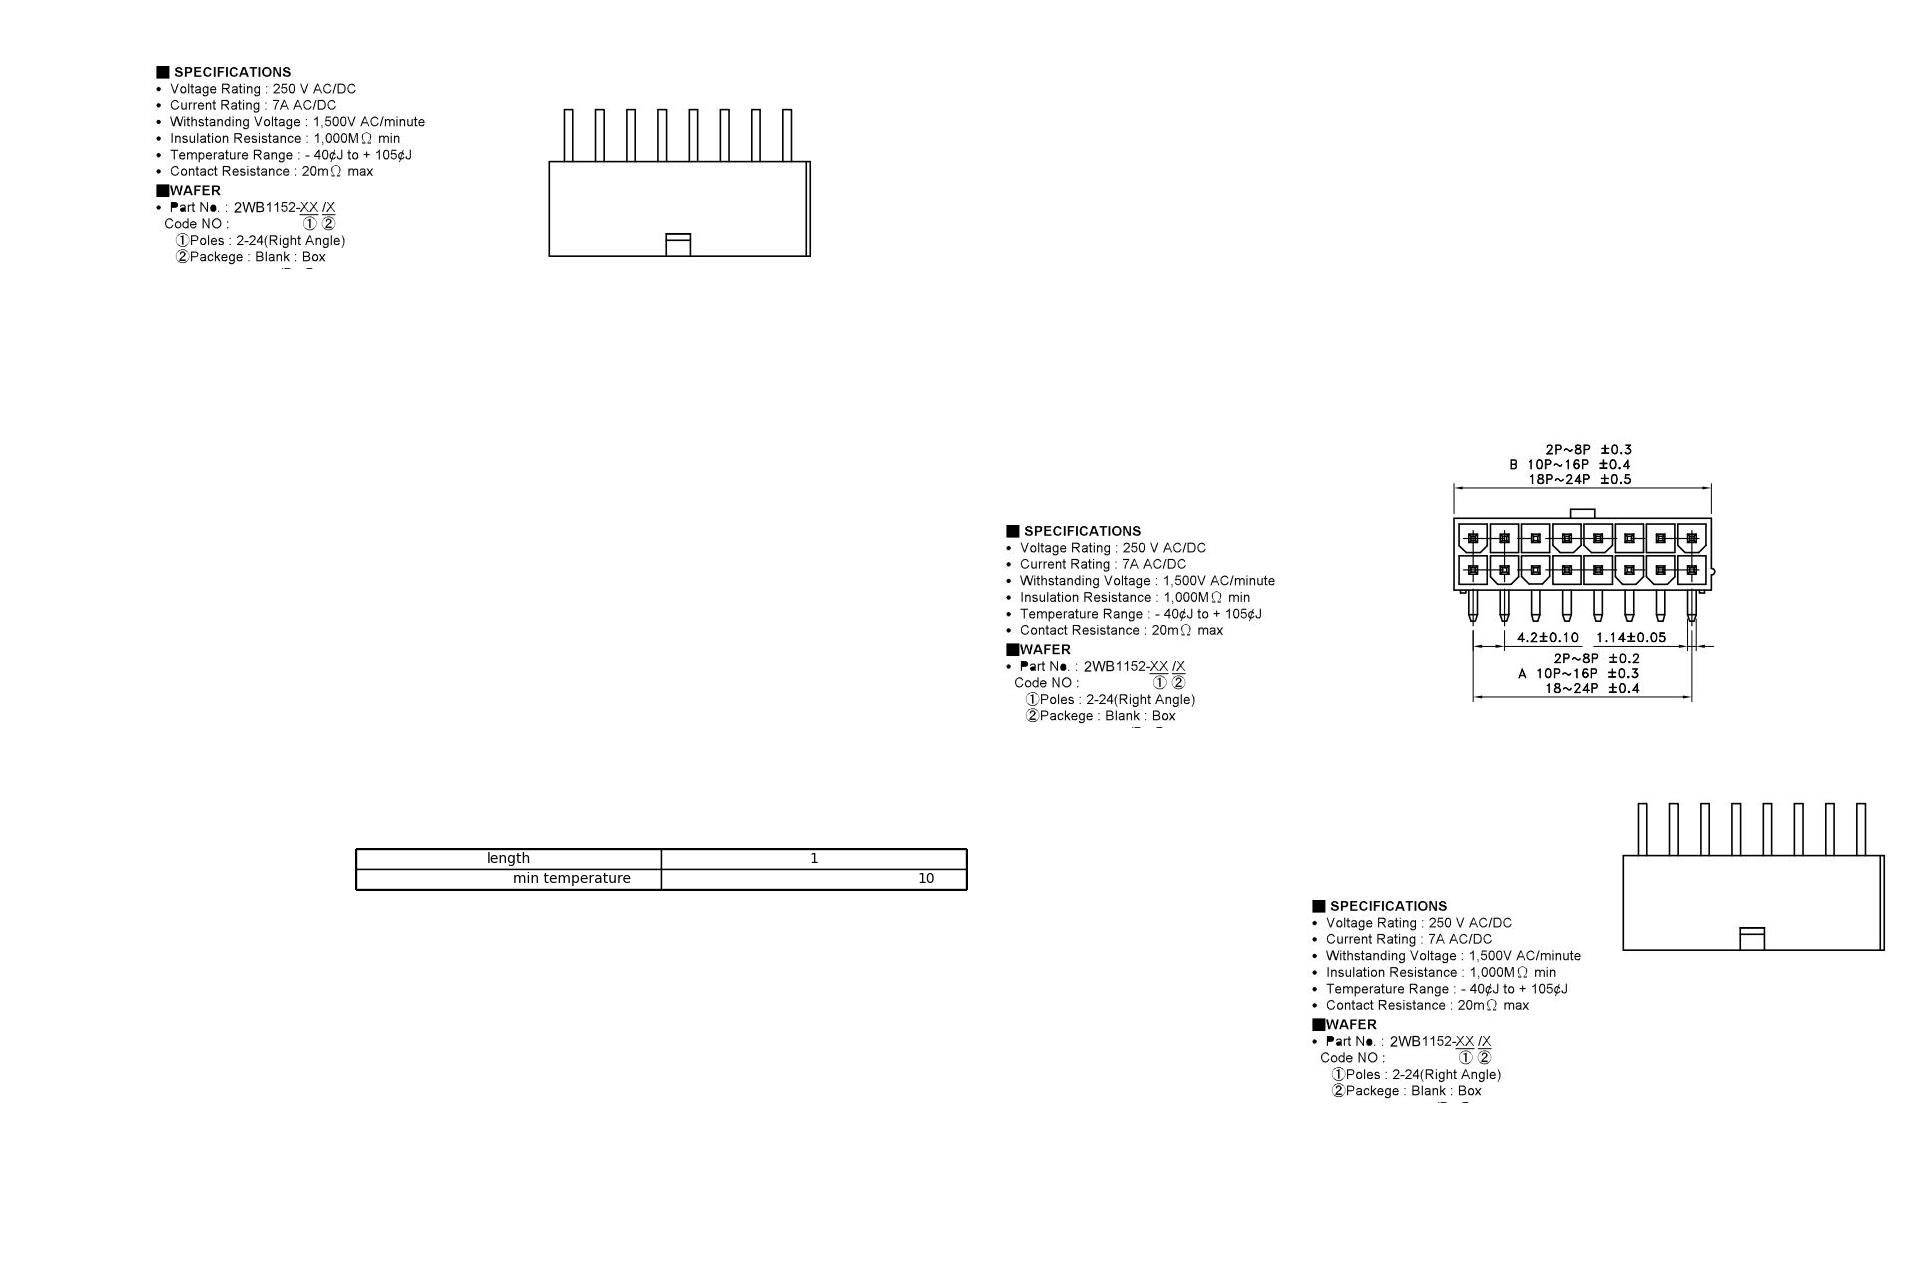 ■ SPECIFICATIONS
• Voltage Rating : 250 V AC/DC
• Current Rating : 7A AC/DC
• Withstanding Voltage : 1,500V AC/minute
• Insulation Resistance : 1,000MΩ min
• Temperature Range : - 40¢J to + 105¢J
• Contact Resistance : 20mΩ max
■WAFER
• Part No. : 2WB1152-XX /X
Code NO : ① ②
①Poles : 2-24(Right Angle)
②Packege : Blank : Box
2P~8P ±0.3
B 10P~16P ±0.4
18P~24P ±0.5
■ SPECIFICATIONS
• Voltage Rating : 250 V AC/DC
• Current Rating : 7A AC/DC
• Withstanding Voltage : 1,500V AC/minute
• Insulation Resistance : 1,000MΩ min
• Temperature Range : - 40¢J to + 105¢J
• Contact Resistance : 20mΩ max
■WAFER
• Part No. : 2WB1152-XX /X
Code NO : ① ②
①Poles : 2-24(Right Angle)
②Packege : Blank : Box
4.2±0.10 1.14±0.05
2P~8P ±0.2
A 10P~16P ±0.3
18~24P ±0.4
length 1
min temperature 10
■ SPECIFICATIONS
• Voltage Rating : 250 V AC/DC
• Current Rating : 7A AC/DC
• Withstanding Voltage : 1,500V AC/minute
• Insulation Resistance : 1,000MΩ min
• Temperature Range : - 40¢J to + 105¢J
• Contact Resistance : 20mΩ max
■WAFER
• Part No. : 2WB1152-XX /X
Code NO : ① ②
①Poles : 2-24(Right Angle)
②Packege : Blank : Box